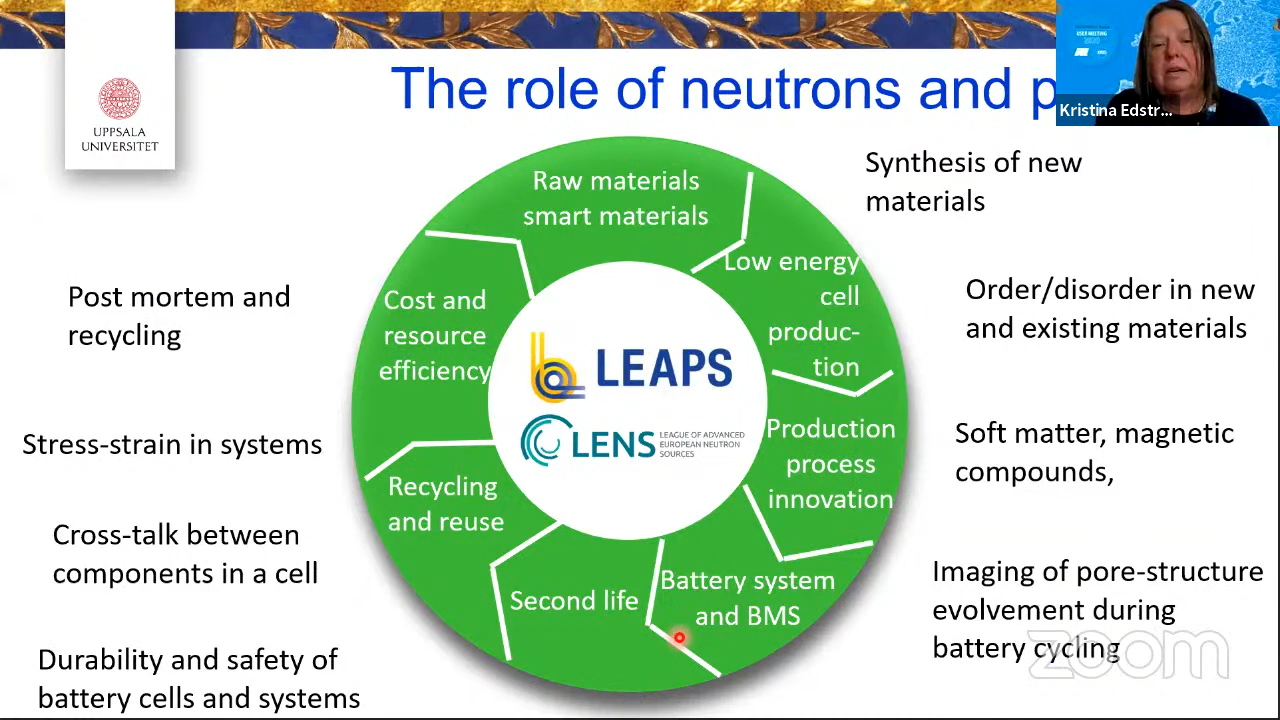 The role of neutrons and p
Kristina Edstr...
USER MEETING
2020
UPPSALA
UNIVERSITET
Raw materials
smart materials
Low energy
cell
produc-
tion
Production
process
innovation
Battery system
and BMS
Second life
Recycling
and reuse
Cost and
resource
efficiency
LEAPS
LENS
LEAGUE OF ADVANCED
EUROPEAN NEUTRON
SOURCES
Synthesis of new
materials
Order/disorder in new
and existing materials
Soft matter, magnetic
compounds,
Imaging of pore-structure
evolvement during
battery cycling
Post mortem and
recycling
Stress-strain in systems
Cross-talk between
components in a cell
Durability and safety of
battery cells and systems
zoom